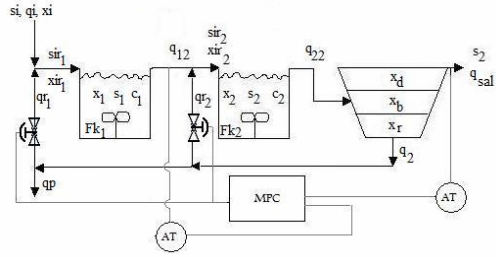 si, qi, xi
sir1
xir1
qr1
x1 s1 c1
Fk1
q12
sir2
xir2
qr2
x2 s2 c2
Fk2
q22
xd
xb
xr
q2
s2
qsal
qp
MPC
AT
AT